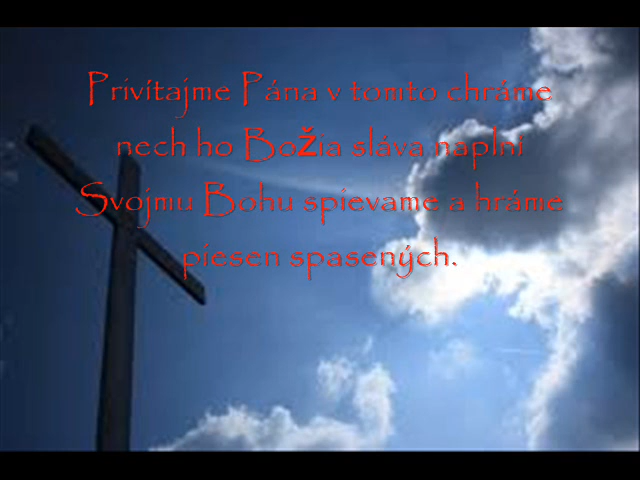 Privítajme Pána v tomto chráme
nech ho Božia sláva naplní
Svojmu Bohu spievame a hráme
piesen spasených.